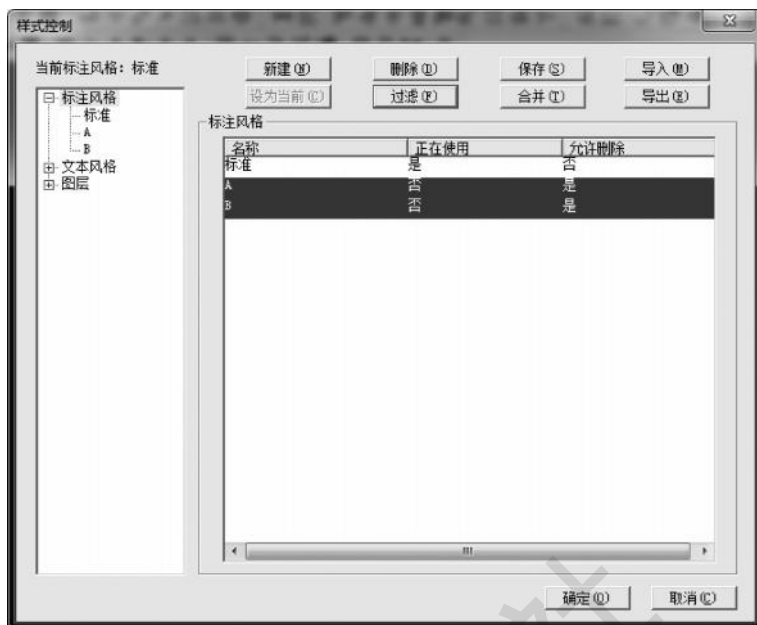 样式控制
当前标注风格：标准
新建(N) 删除(D) 保存(S) 导入(M)
设为当前(C) 过滤(F) 合并(T) 导出(E)
标注风格
标准
A
B
文本风格
图层
标注风格
名称 正在使用 允许删除
标准 是 否
A 否 是
B 否 是
确定(O) 取消(C)